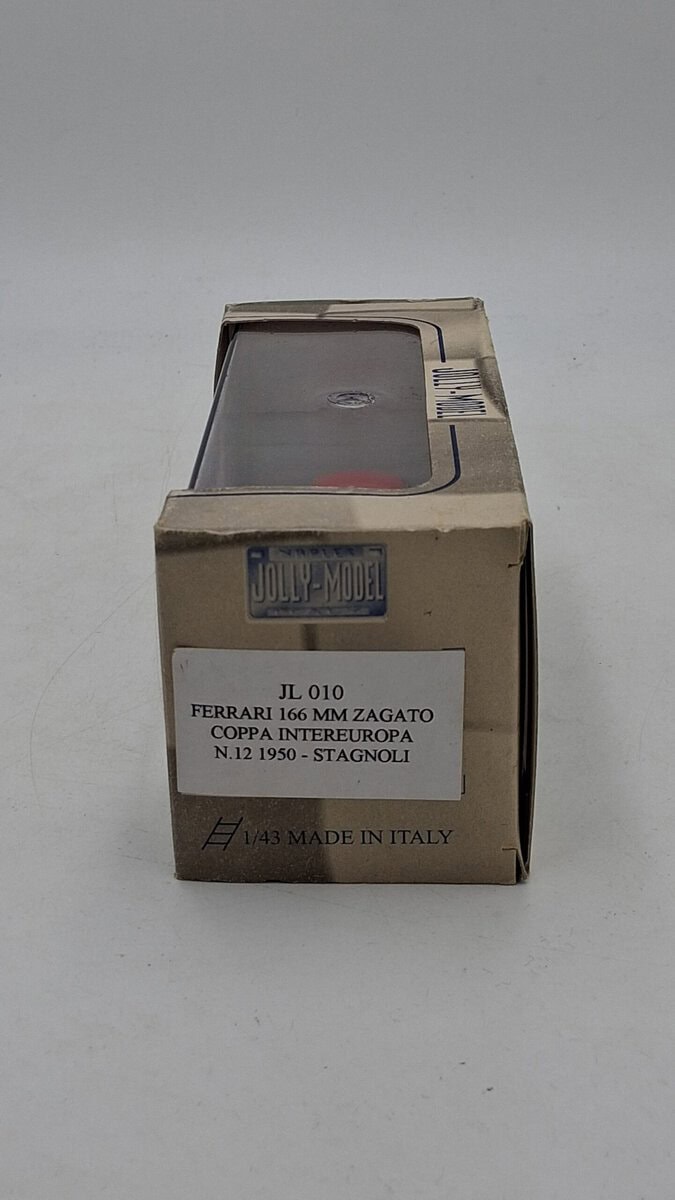 JOLLY-MODEL
JOLLY-MODEL
JL 010
FERRARI 166 MM ZAGATO
COPPA INTEREUROPA
N.12 1950 - STAGNOLI
1/43 MADE IN ITALY